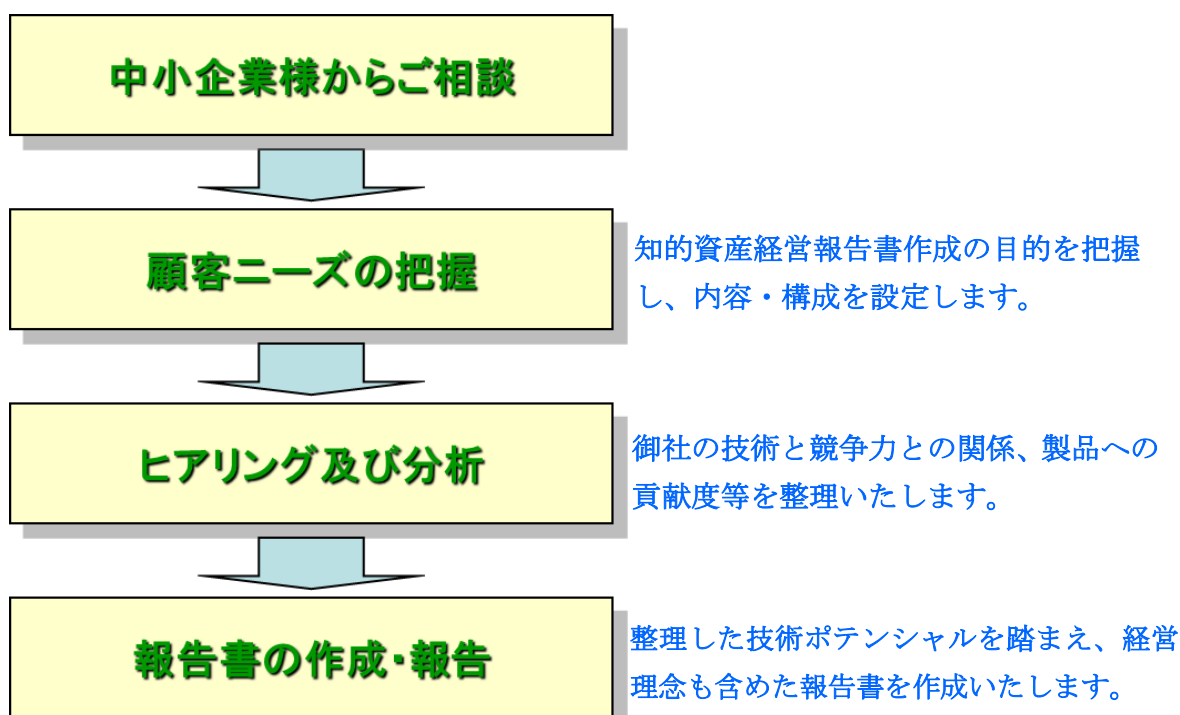 中小企業様からご相談
顧客ニーズの把握
知的資産経営報告書作成の目的を把握
し、内容・構成を設定します。
ヒアリング及び分析
御社の技術と競争力との関係、製品への
貢献度等を整理いたします。
報告書の作成・報告
整理した技術ポテンシャルを踏まえ、経営
理念も含めた報告書を作成いたします。